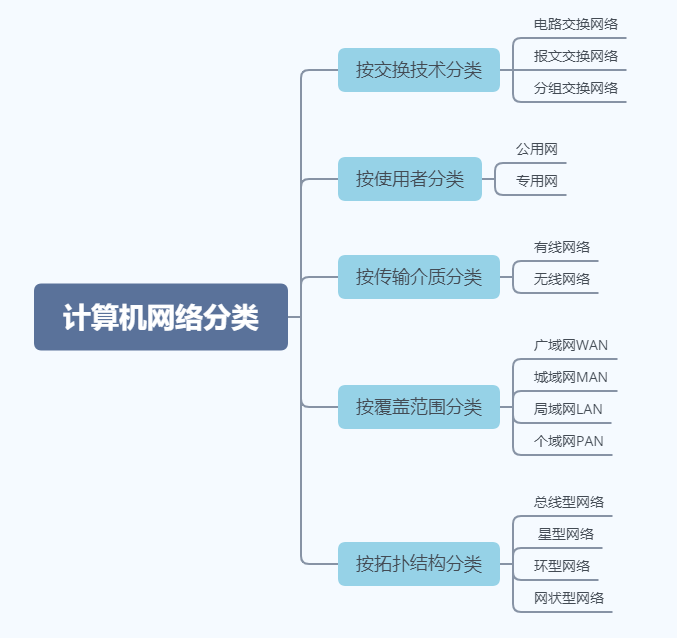 计算机网络分类
按交换技术分类
电路交换网络
报文交换网络
分组交换网络
按使用者分类
公用网
专用网
按传输介质分类
有线网络
无线网络
按覆盖范围分类
广域网WAN
城域网MAN
局域网LAN
个域网PAN
按拓扑结构分类
总线型网络
星型网络
环型网络
网状型网络